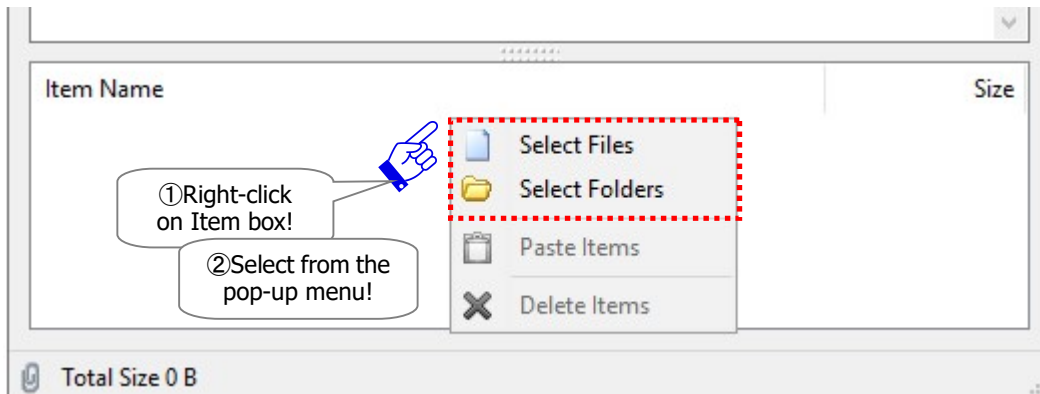 Item Name Size
Select Files
Select Folders
①Right-click
on Item box!
②Select from the
pop-up menu!
Paste Items
Delete Items
Total Size 0 B